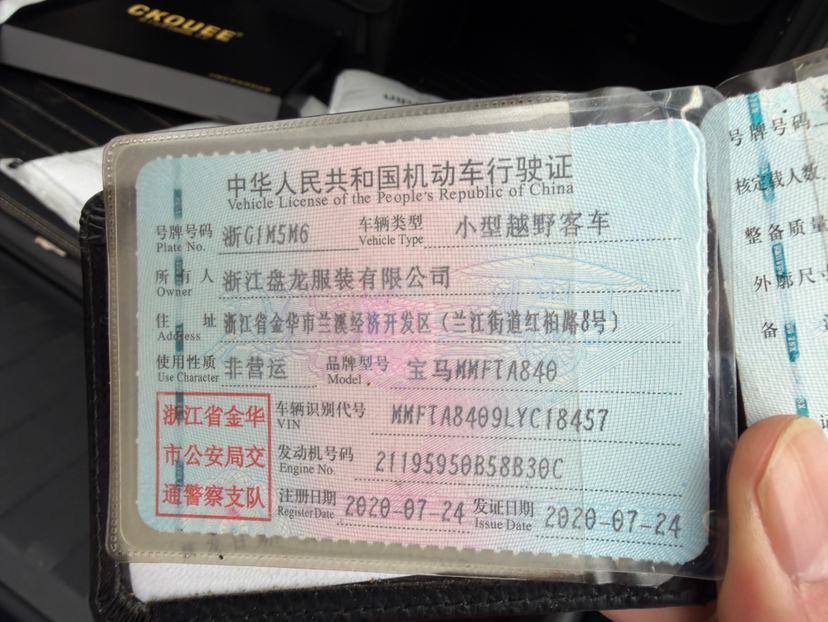 CKQUEE
中华人民共和国机动车行驶证
Vehicle License of the People's Republic of China
号牌号码 浙G1M5M6 车辆类型 小型越野客车
Plate No. Vehicle Type
所有人 浙江盘龙服装有限公司
Owner
住址 浙江省金华市兰溪经济开发区(兰江街道红柏路8号)
Address
使用性质 非营运 品牌型号 宝马MMFTA840
Use Character Model
浙江省金华
市公安局交
通警察支队
车辆识别代号 MMFTA8409LYC18457
VIN
发动机号码 21195950B58B30C
Engine No.
注册日期 2020-07-24 发证日期 2020-07-24
Register Date Issue Date
号牌号码
核定载人数
整备质量
外廓尺寸
备